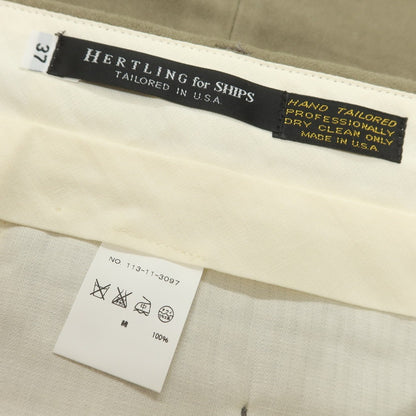 37
HERTLING for SHIPS
TAILORED IN U.S.A.
HAND TAILORED
PROFESSIONALLY
DRY CLEAN ONLY
MADE IN U.S.A.
NO 113-11-3097
綿
100%